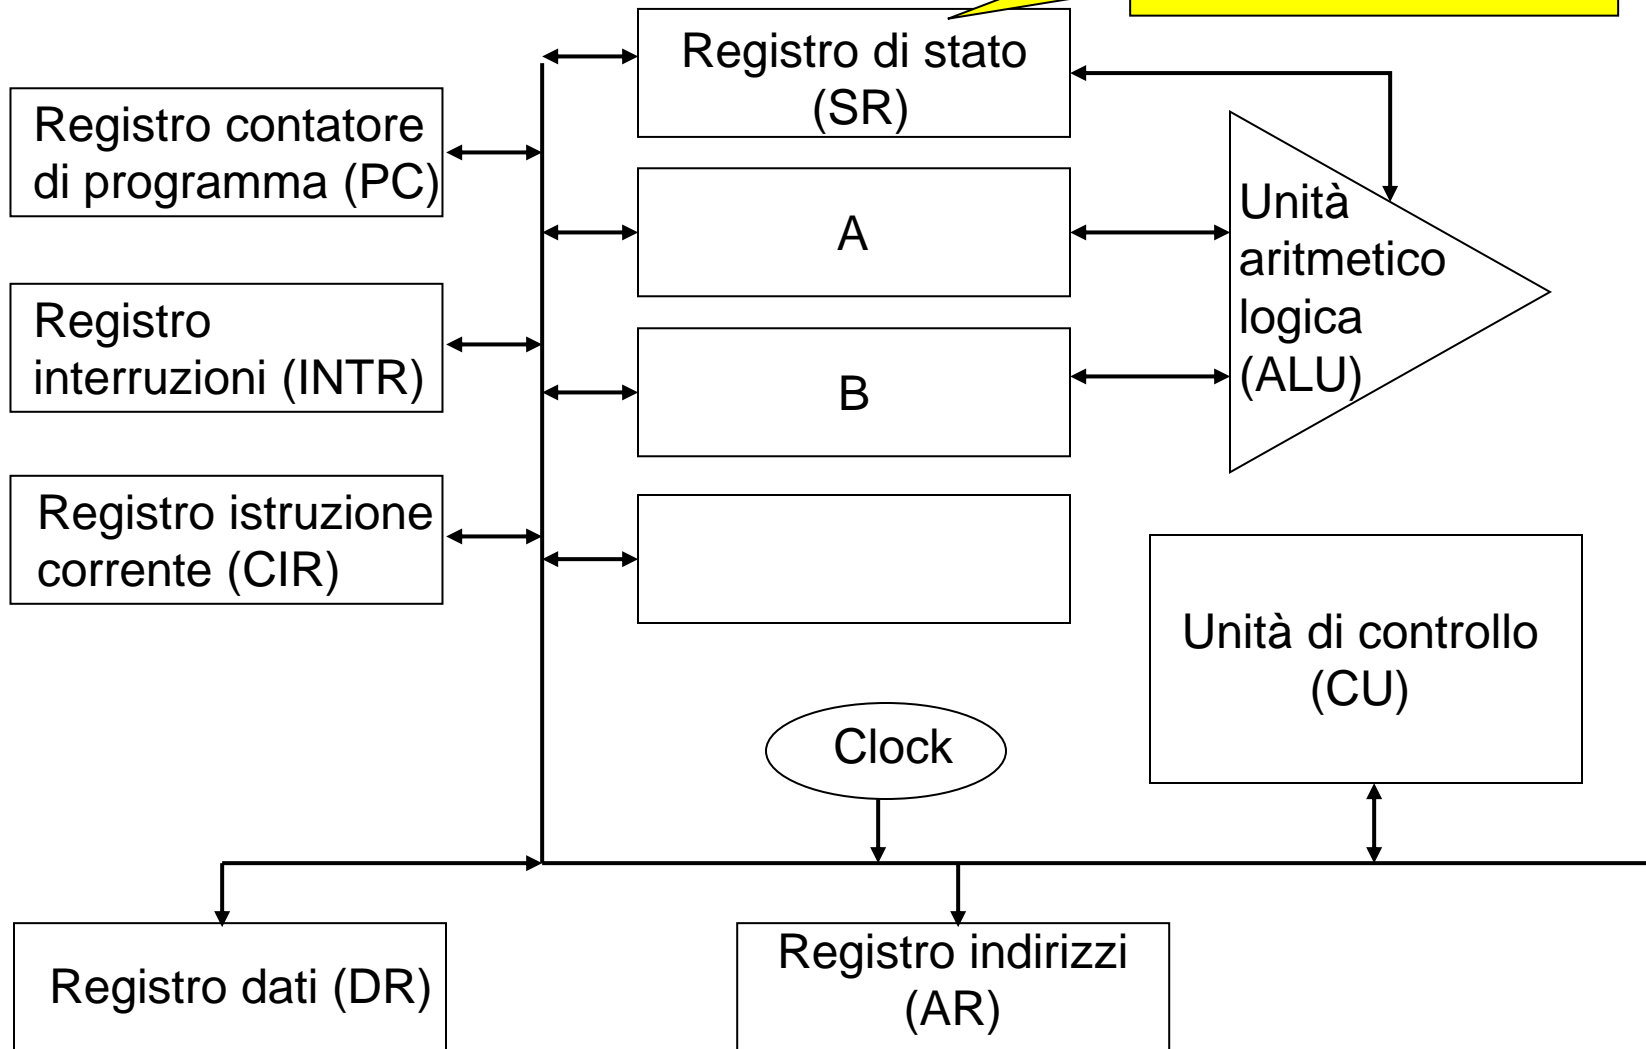 Registro di stato
(SR)
Registro contatore
di programma (PC)
A
Unità
aritmetico
logica
(ALU)
Registro
interruzioni (INTR)
B
Registro istruzione
corrente (CIR)
Unità di controllo
(CU)
Clock
Registro dati (DR)
Registro indirizzi
(AR)